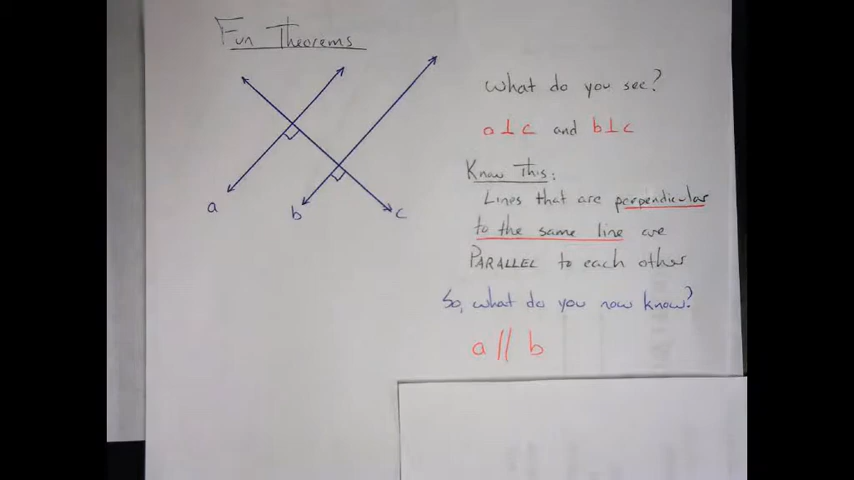 Fun Theorems
a
b
c
What do you see?
a ⊥ c and b ⊥ c
Know This:
Lines that are perpendicular
to the same line are
PARALLEL to each other
So, what do you now know?
a // b